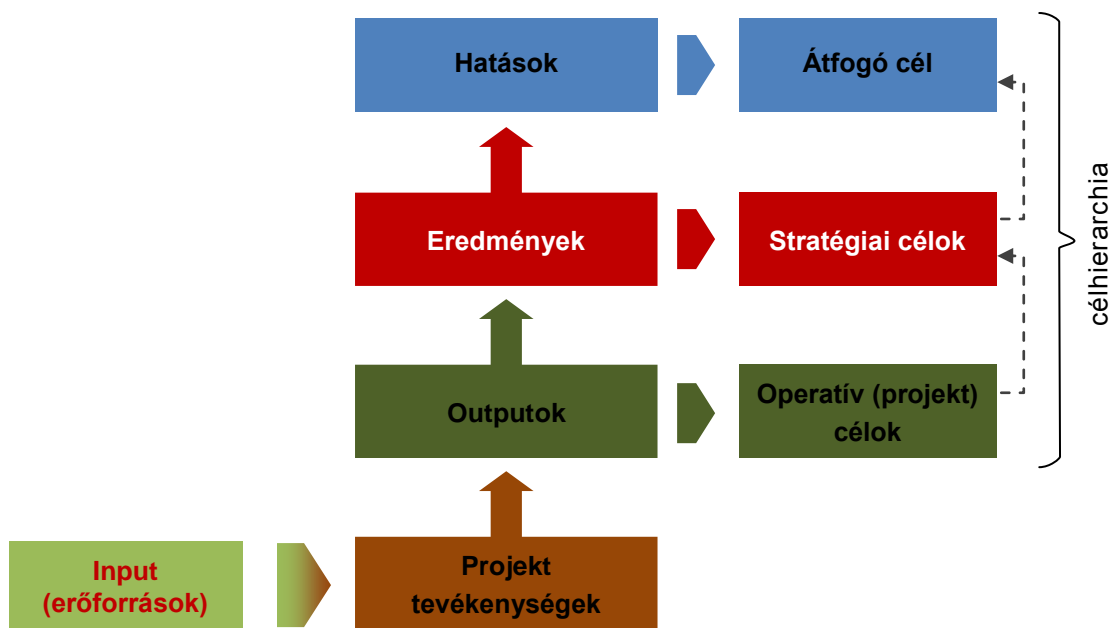 Hatások
Átfogó cél
Eredmények
Stratégiai célok
Outputok
Operatív (projekt)
célok
célhierarchia
Input
(erőforrások)
Projekt
tevékenységek